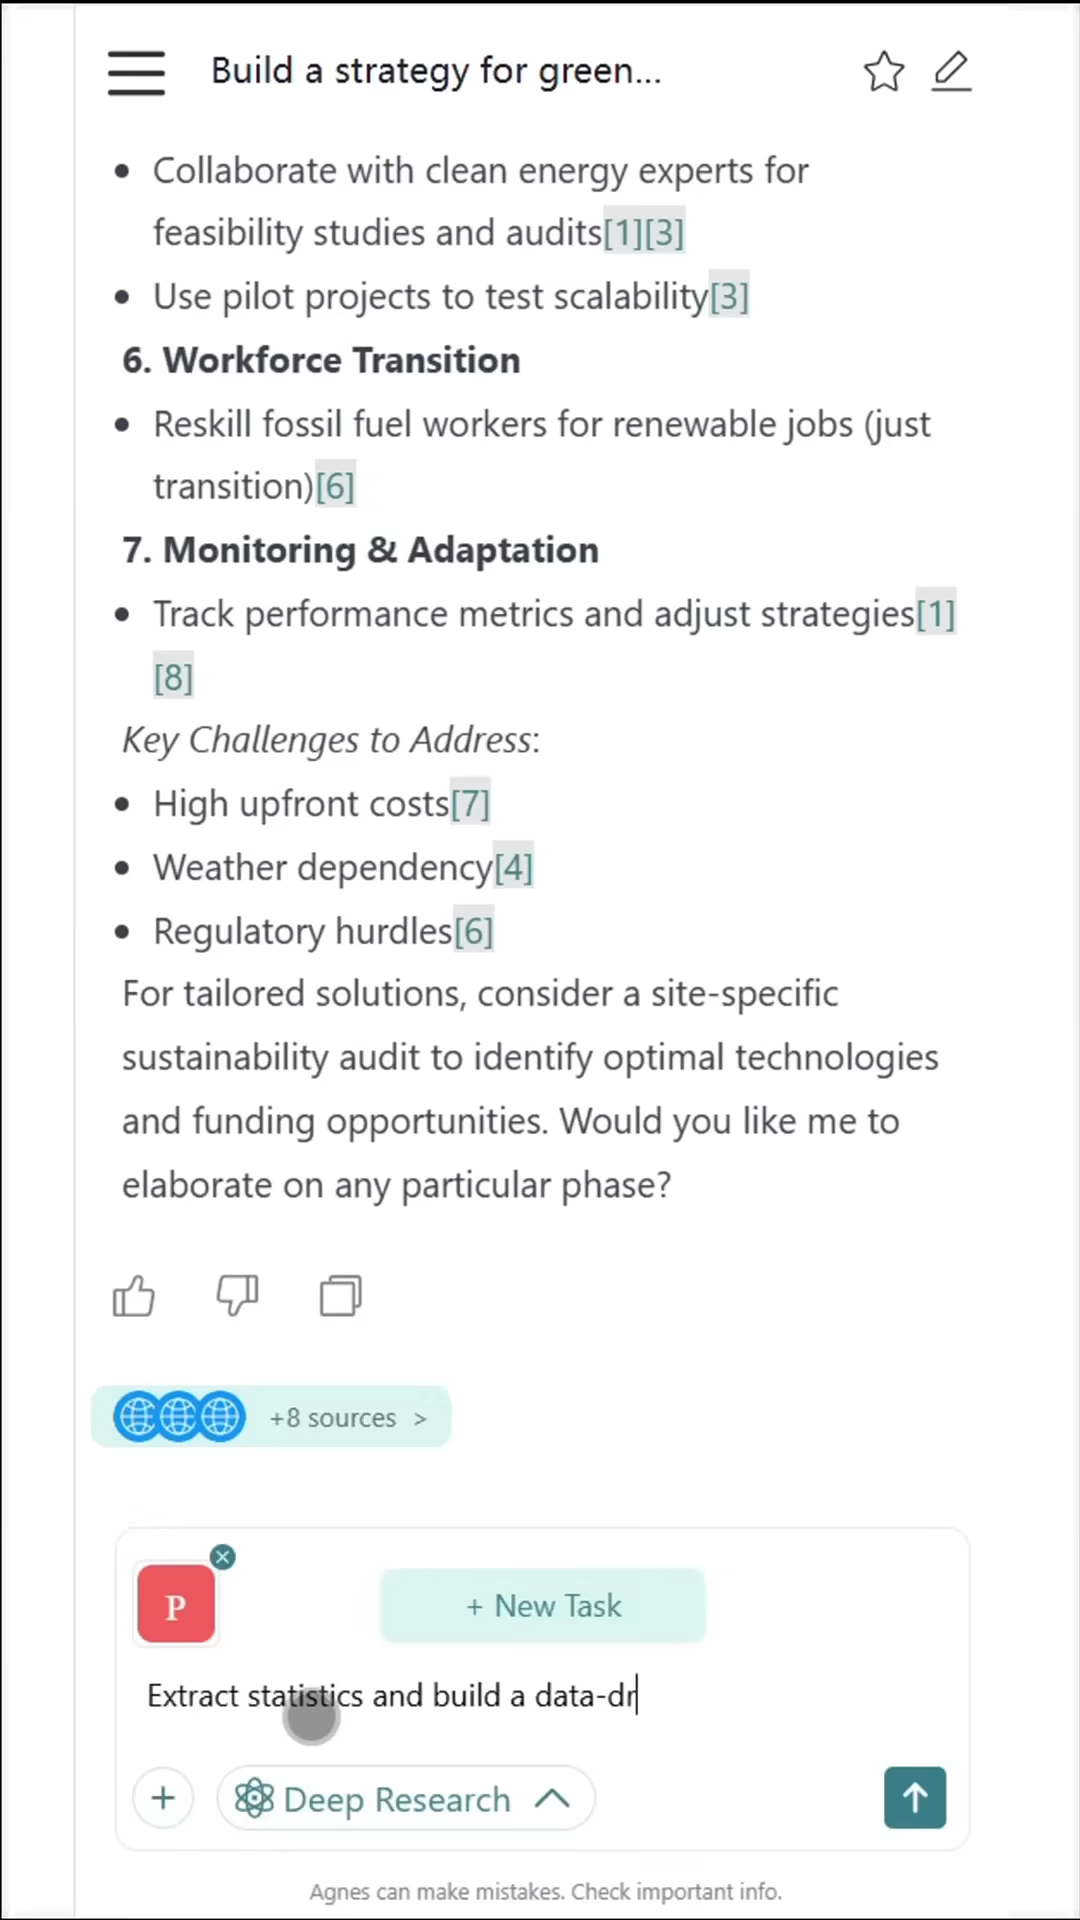 Build a strategy for green...
• Collaborate with clean energy experts for
feasibility studies and audits[1][3]
• Use pilot projects to test scalability[3]
6. Workforce Transition
• Reskill fossil fuel workers for renewable jobs (just
transition)[6]
7. Monitoring & Adaptation
• Track performance metrics and adjust strategies[1]
[8]
Key Challenges to Address:
• High upfront costs[7]
• Weather dependency[4]
• Regulatory hurdles[6]
For tailored solutions, consider a site-specific
sustainability audit to identify optimal technologies
and funding opportunities. Would you like me to
elaborate on any particular phase?
+8 sources >
P
+ New Task
Extract statistics and build a data-dr
Deep Research
Agnes can make mistakes. Check important info.